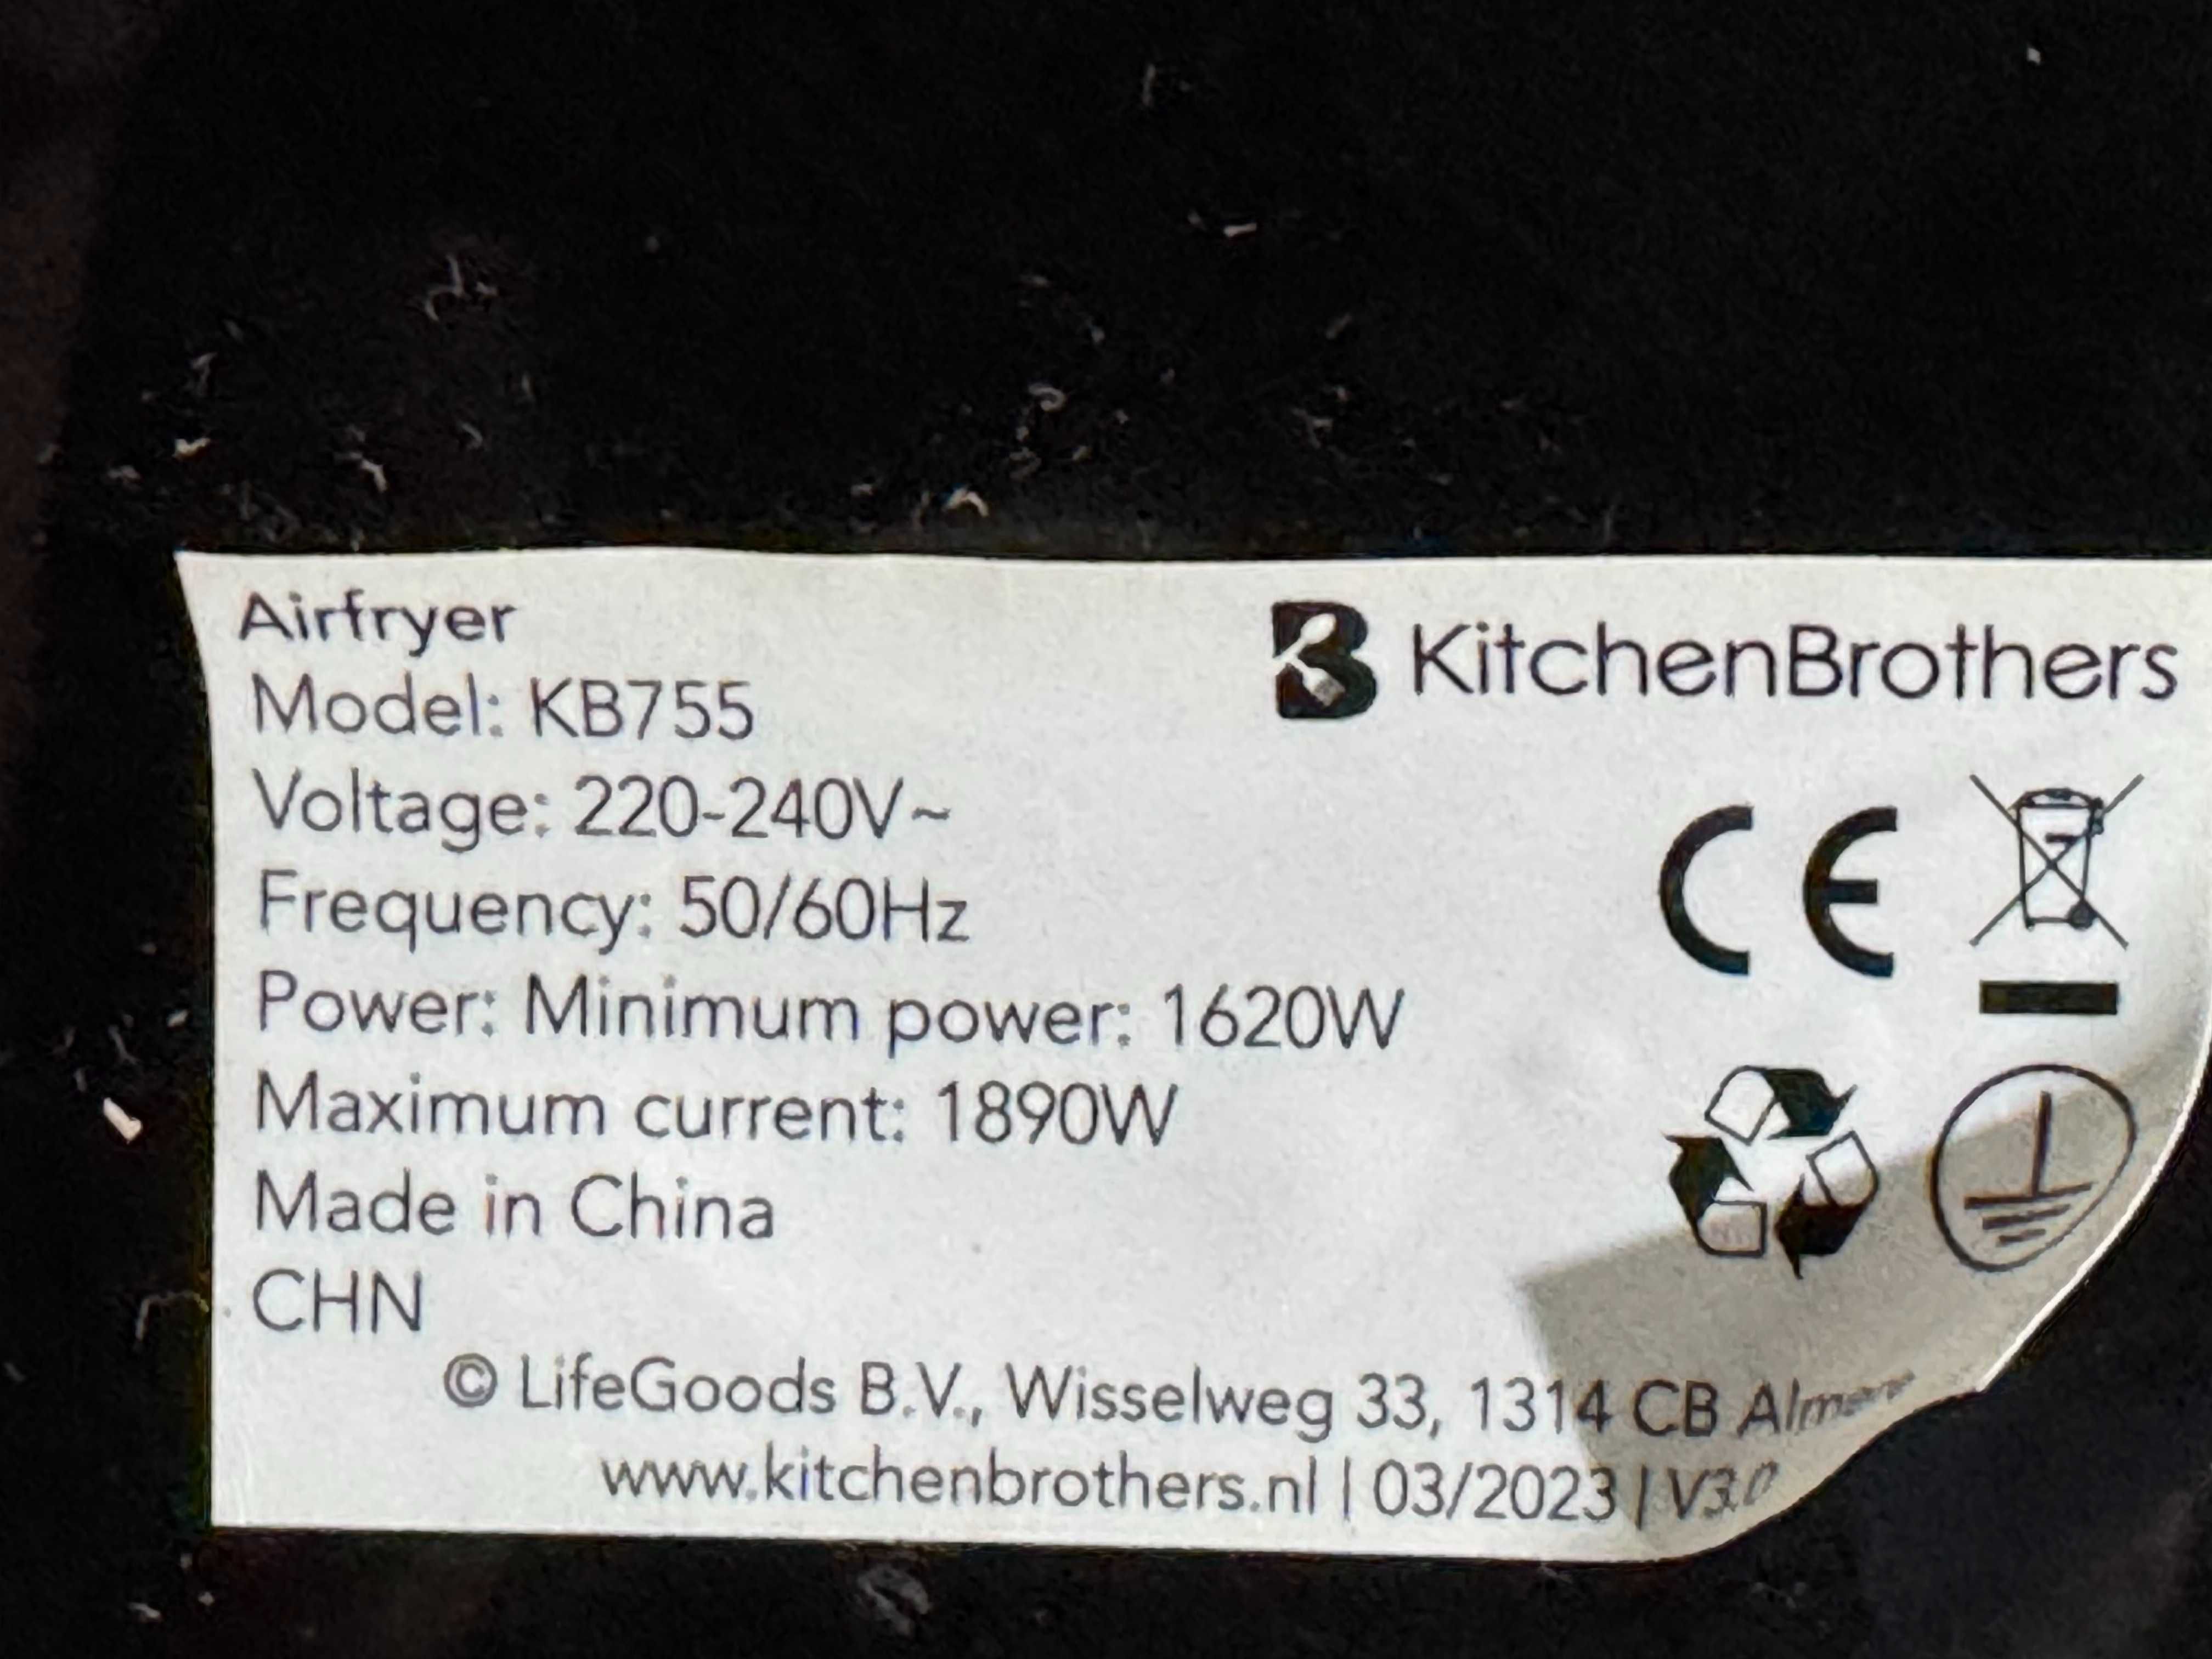 Airfryer
KitchenBrothers
Model: KB755
Voltage: 220-240V~
Frequency: 50/60Hz
Power: Minimum power: 1620W
Maximum current: 1890W
Made in China
CHN
CE
© LifeGoods B.V., Wisselweg 33, 1314 CB
www.kitchenbrothers.nl | 03/2023 | V3.0